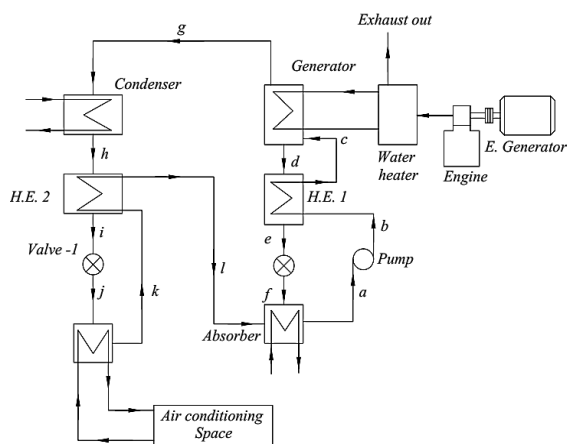 g
Exhaust out
Generator
Condenser
c
E. Generator
h
d
Water
heater
Engine
H.E. 2
H.E. 1
b
i
e
Valve -1
Pump
j
k
l
f
a
Absorber
Air conditioning
Space